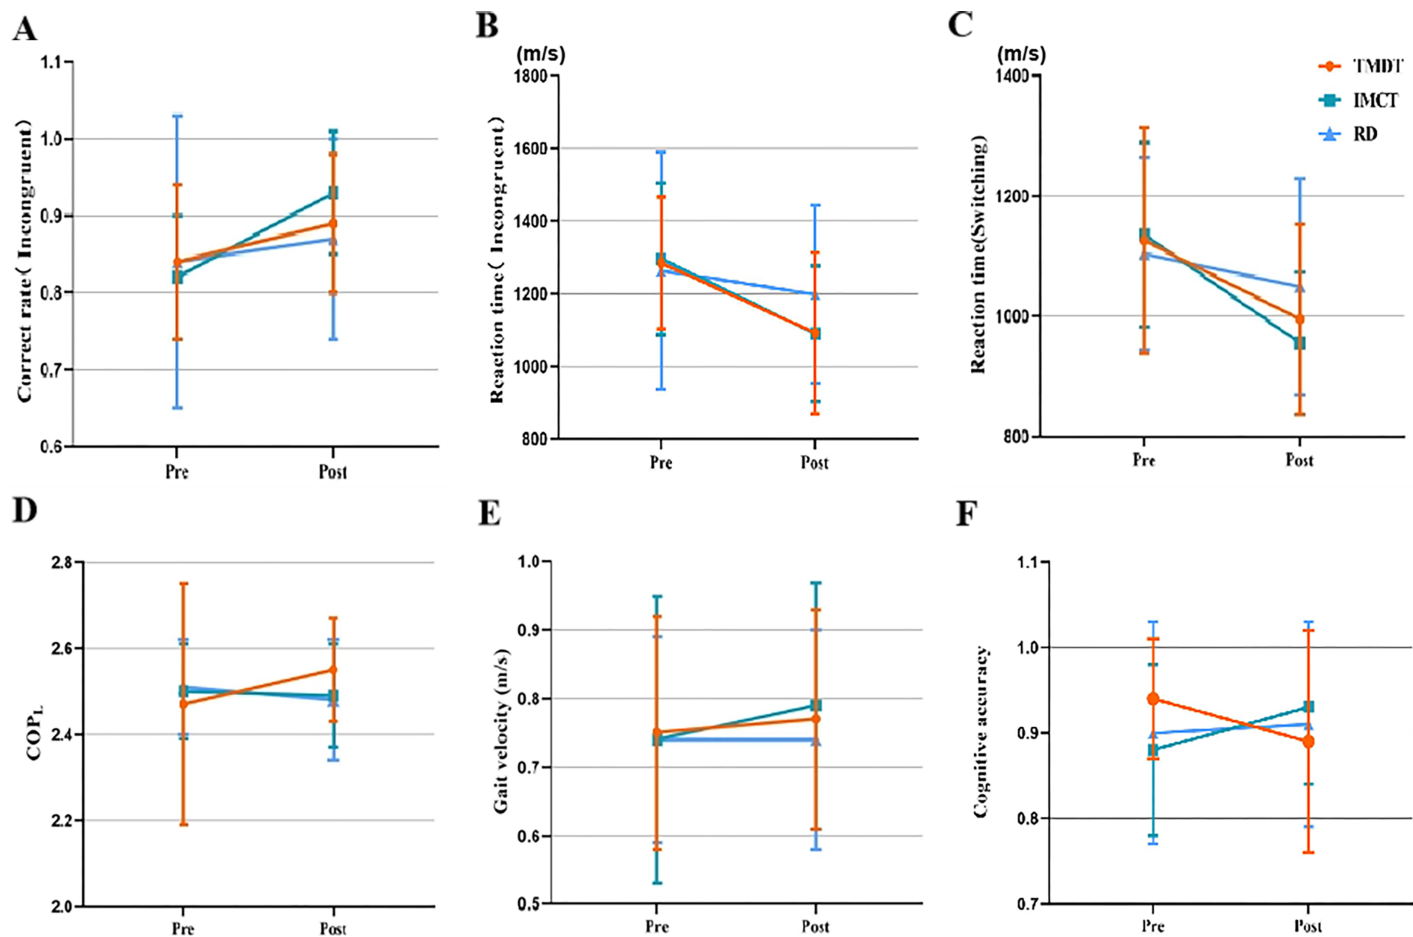 A
1.1
1.0
0.9
0.8
0.7
0.6
Correct rate( Incongruent)
Pre Post
B
(m/s)
1800
1600
1400
1200
1000
800
Reaction time( Incongruent)
Pre Post
C
(m/s)
1400
1200
1000
800
Reaction time(Switching)
Pre Post
TMDT
IMCT
RD
D
2.8
2.6
2.4
2.2
2.0
COPL
Pre Post
E
1.0
0.9
0.8
0.7
0.6
0.5
Gait velocity (m/s)
Pre Post
F
1.1
1.0
0.9
0.8
0.7
Cognitive accuracy
Pre Post